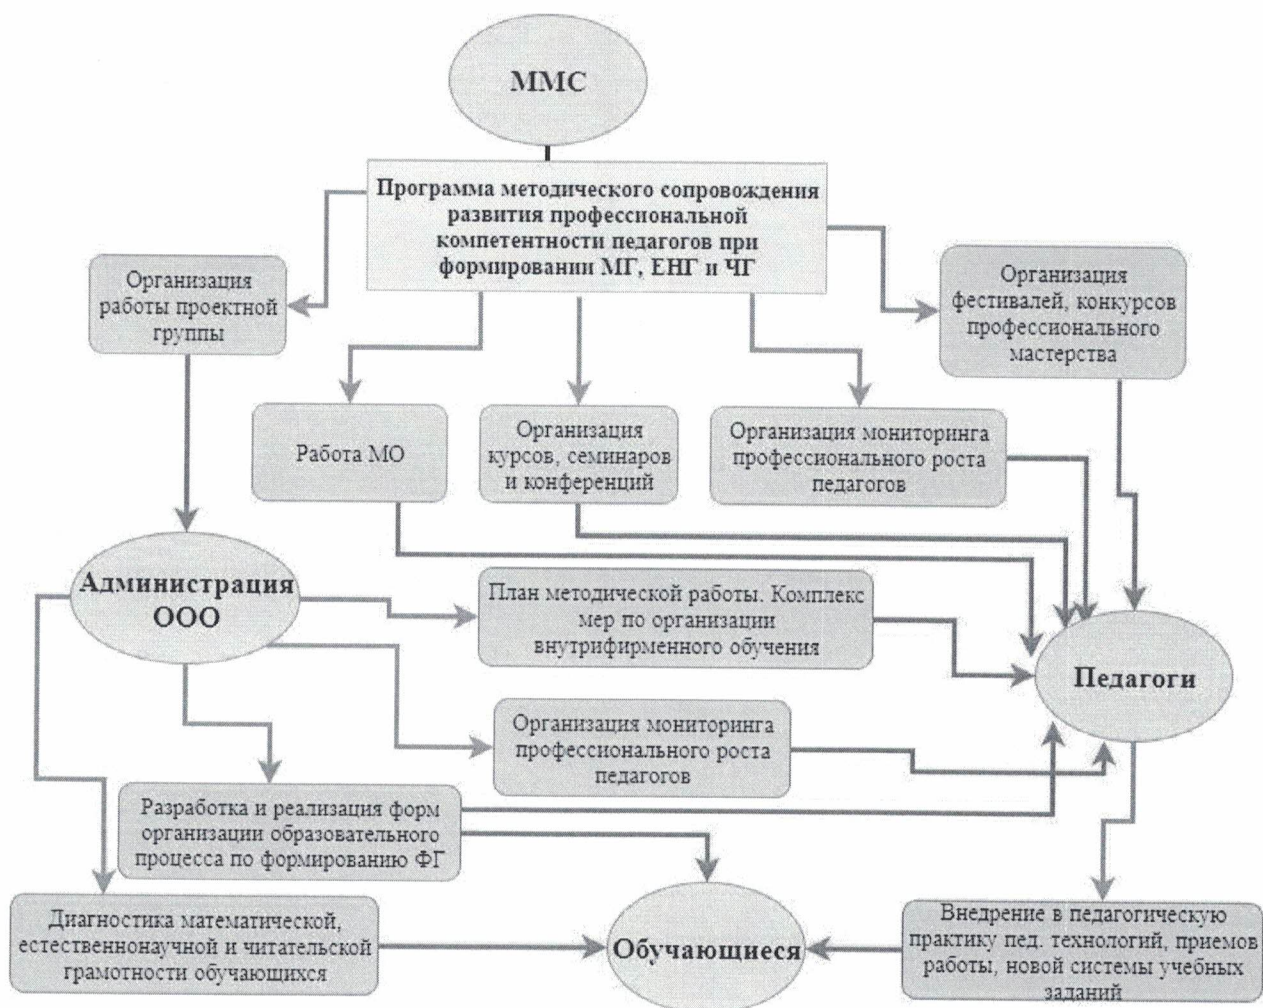 ММС
Программа методического сопровождения
развития профессиональной
компетентности педагогов при
формировании МГ, ЕНГ и ЧГ
Организация
работы проектной
группы
Организация
фестивалей, конкурсов
профессионального
мастерства
Работа МО
Организация
курсов, семинаров
и конференций
Организация мониторинга
профессионального роста
педагогов
Администрация
ООО
План методической работы. Комплекс
мер по организации
внутрифирменного обучения
Педагоги
Организация мониторинга
профессионального роста
педагогов
Разработка и реализация форм
организации образовательного
процесса по формированию ФГ
Диагностика математической,
естественнонаучной и читательской
грамотности обучающихся
Обучающиеся
Внедрение в педагогическую
практику пед. технологий, приемов
работы, новой системы учебных
заданий